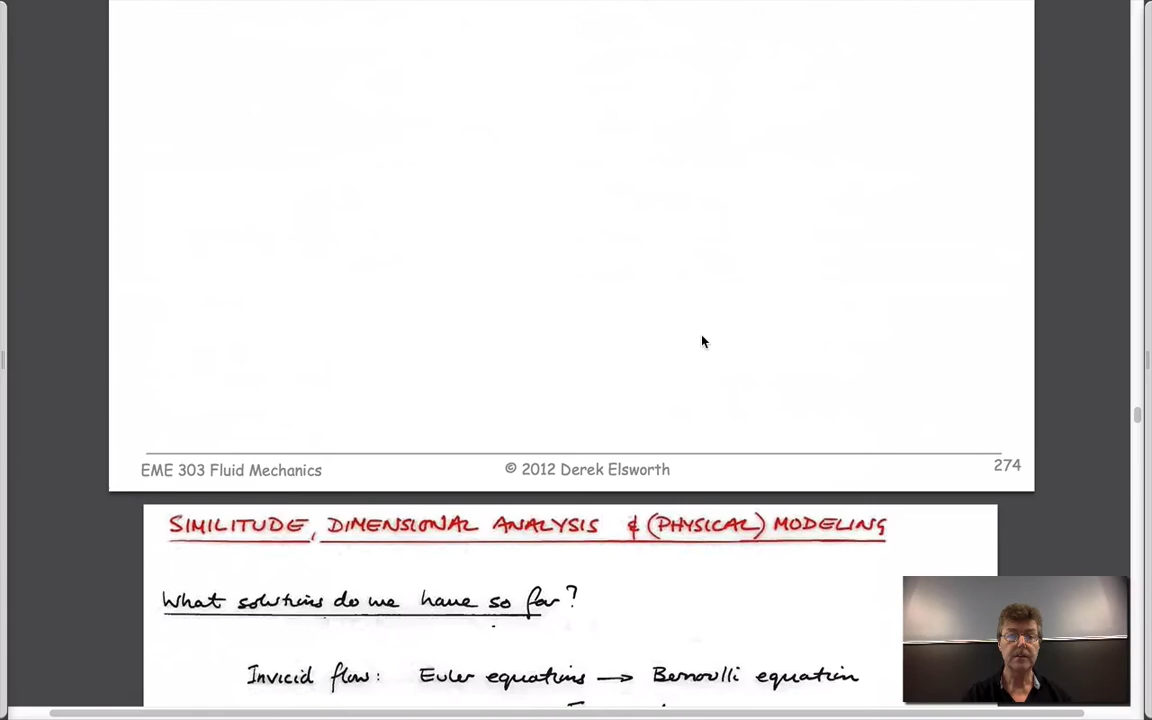 EME 303 Fluid Mechanics © 2012 Derek Elsworth 274
SIMILITUDE, DIMENSIONAL ANALYSIS & (PHYSICAL) MODELING
What solutions do we have so far?
Invicid flow: Euler equations → Bernoulli equation